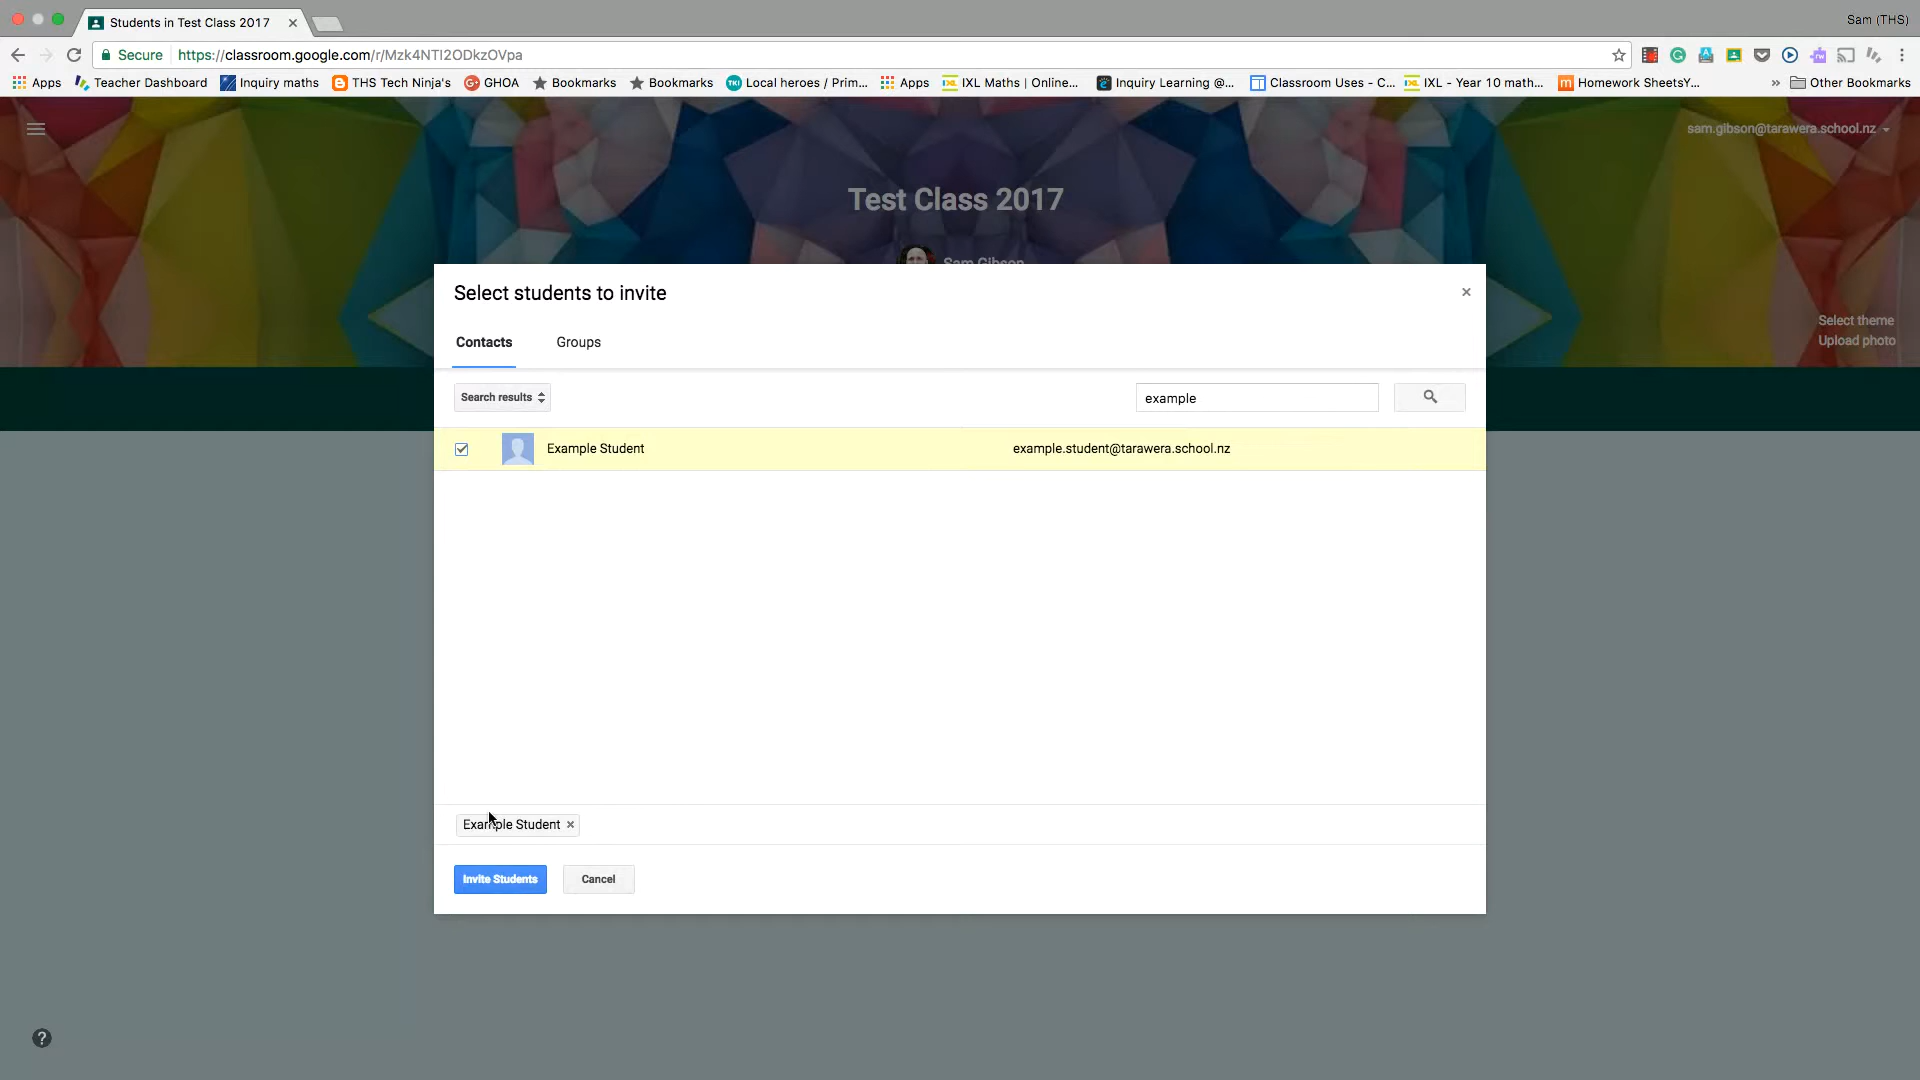 Students in Test Class 2017
Sam (THS)
Secure https://classroom.google.com/r/Mzk4NTI2ODkzOVpa
Apps Teacher Dashboard Inquiry maths THS Tech Ninja's GHOA Bookmarks Bookmarks TKI Local heroes / Prim... Apps IXL Maths | Online... Inquiry Learning @... Classroom Uses - C... IXL - Year 10 math... Homework SheetsY... » Other Bookmarks
sam.gibson@tarawera.school.nz
Test Class 2017
Sam Gibson
Select theme
Upload photo
Select students to invite
Contacts Groups
Search results example
Example Student example.student@tarawera.school.nz
Example Student
Invite Students Cancel
?